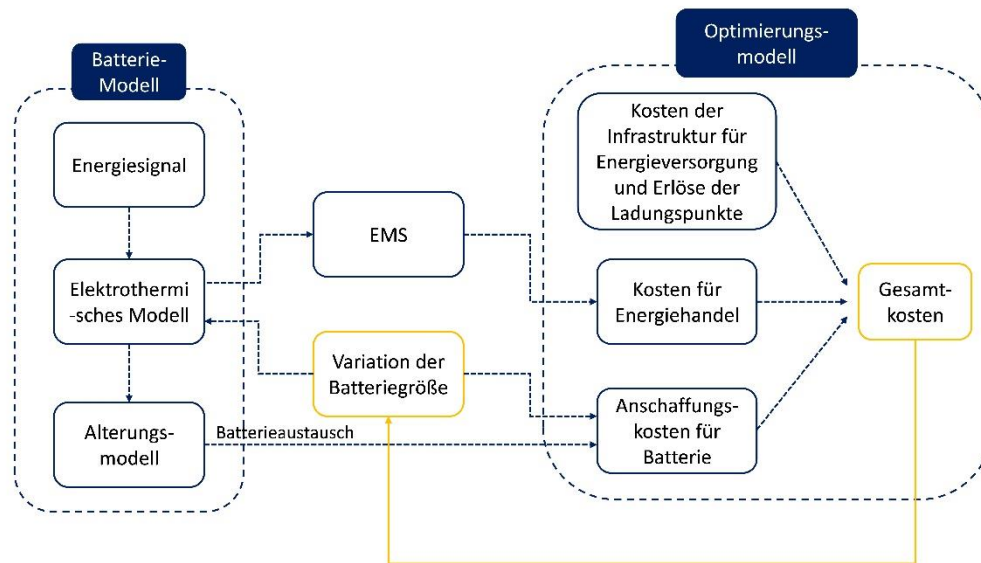 Batterie-
Modell
Energiesignal
Elektrothermi
-sches Modell
Alterungs-
modell
Batterieaustausch
EMS
Variation der
Batteriegröße
Optimierungs-
modell
Kosten der
Infrastruktur für
Energieversorgung
und Erlöse der
Ladungspunkte
Kosten für
Energiehandel
Anschaffungs-
kosten für
Batterie
Gesamt-
kosten